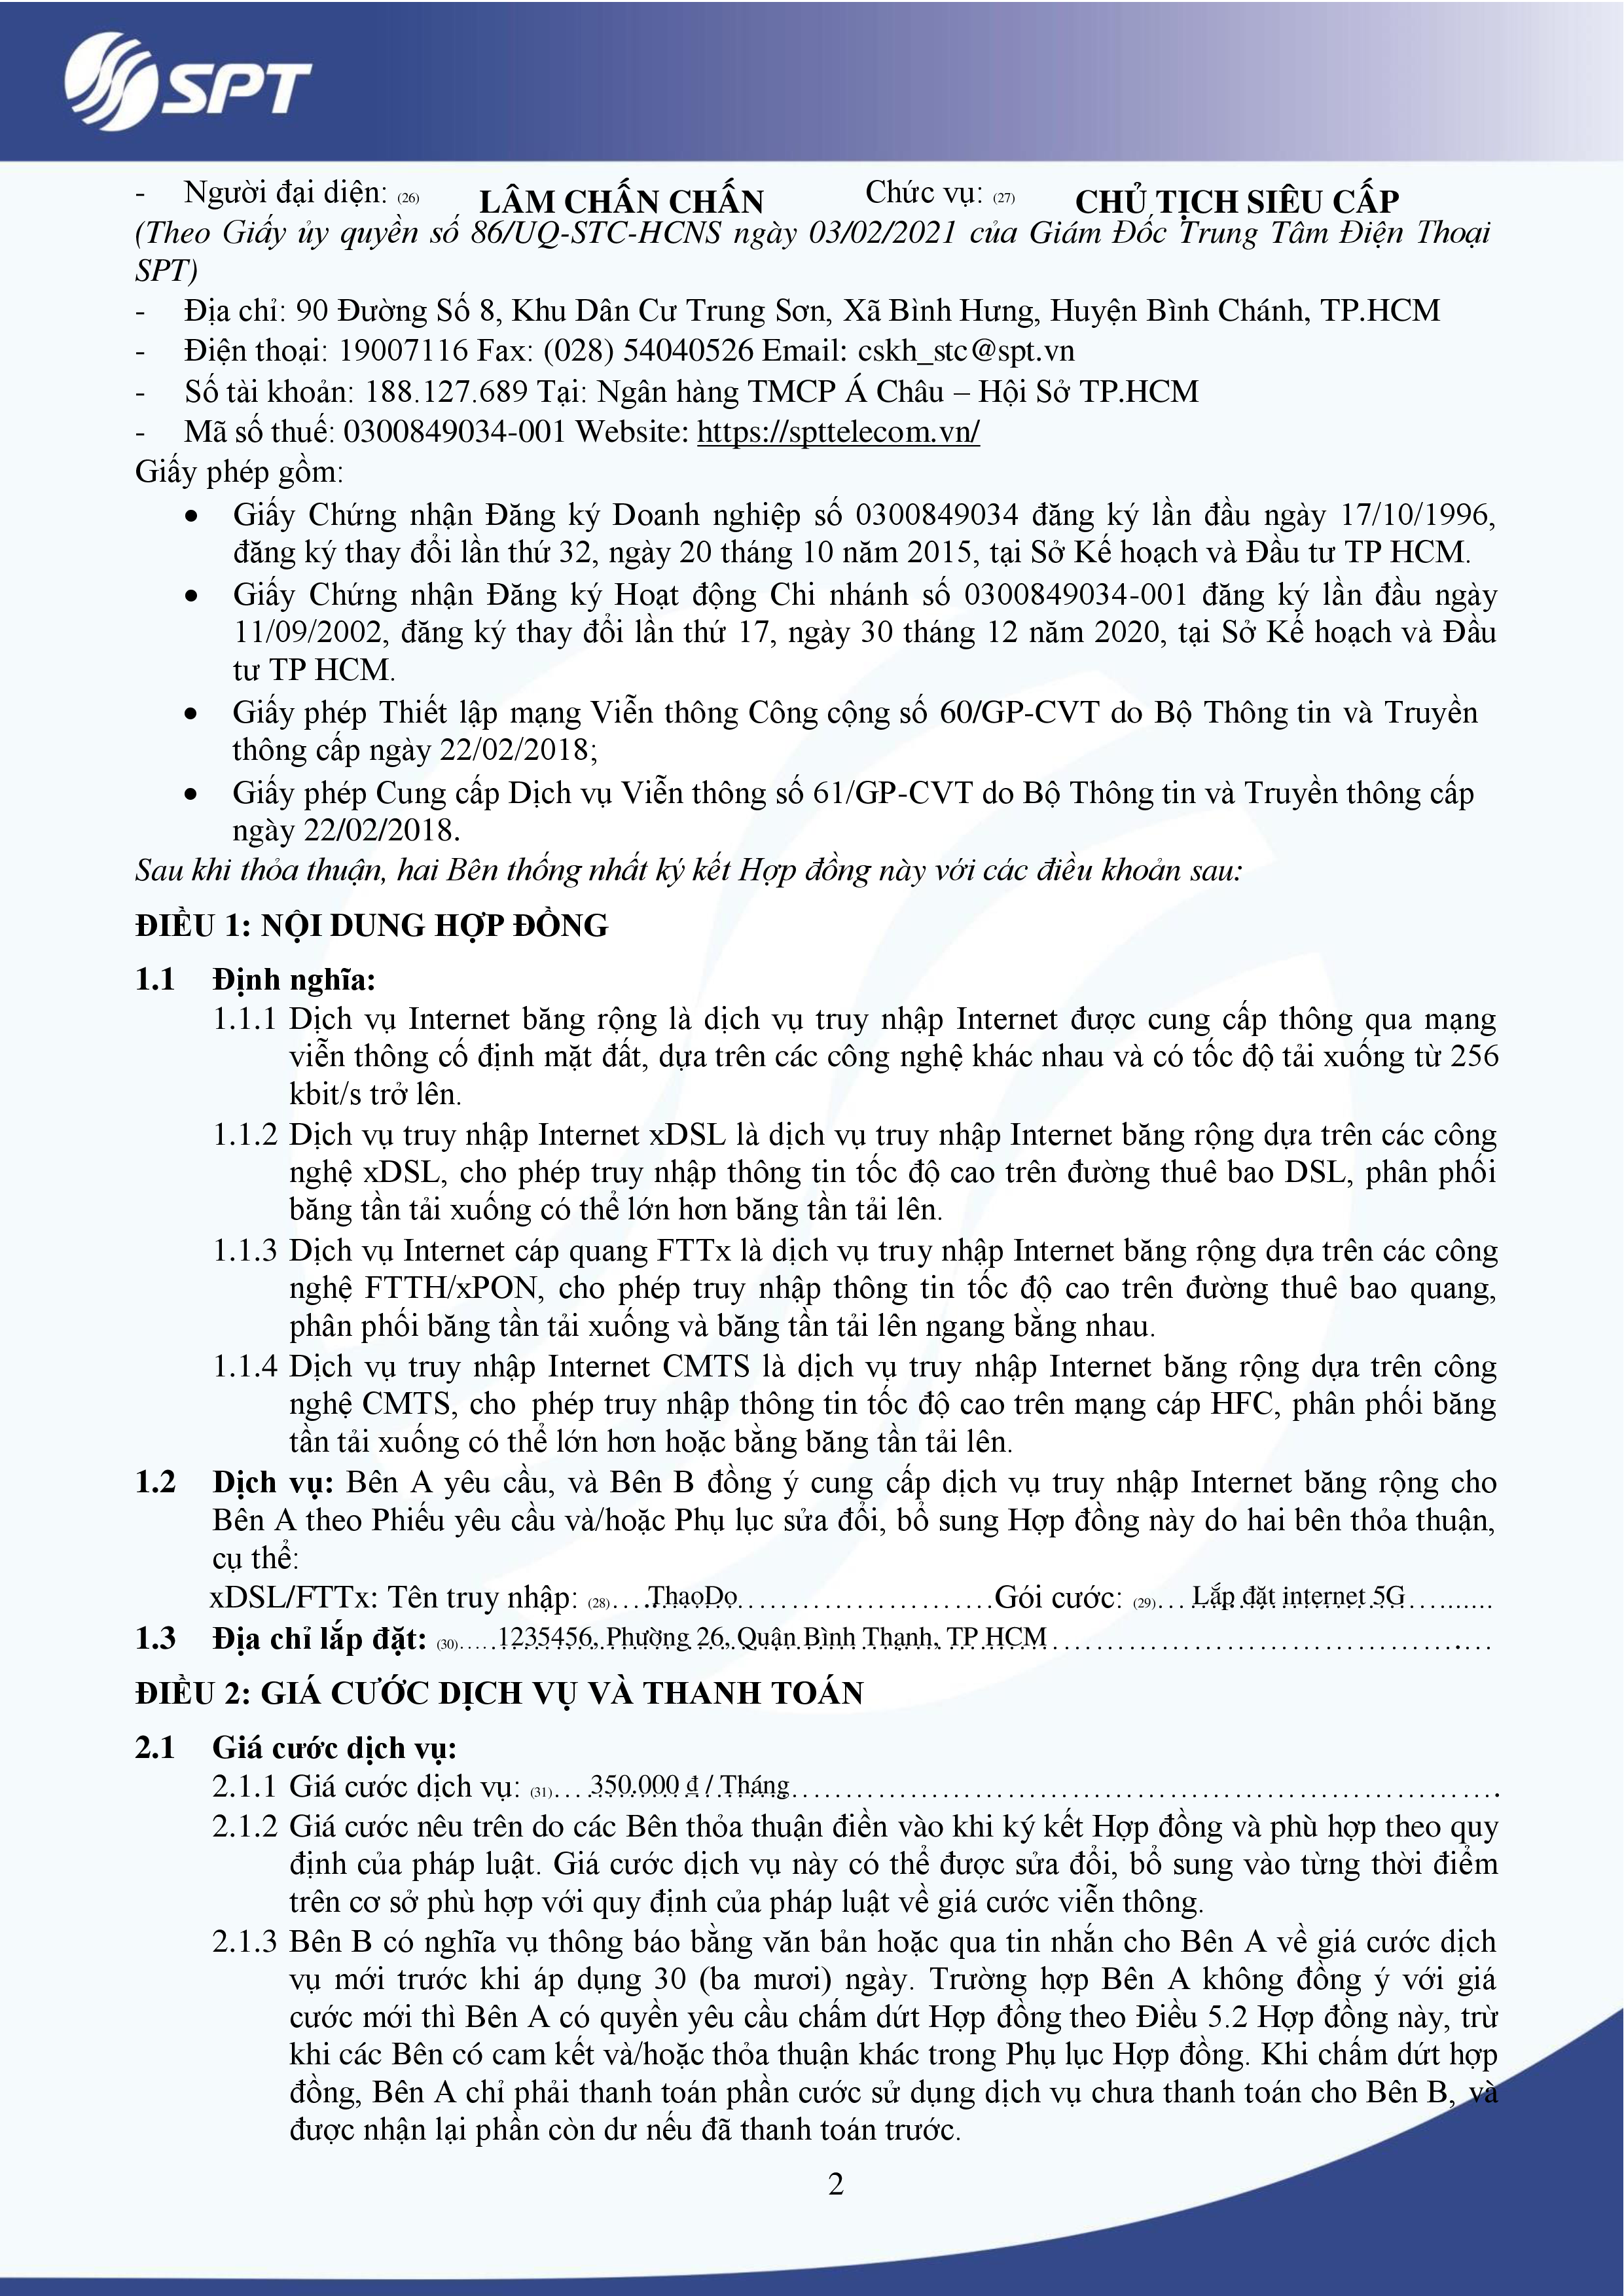 SPT
- Người đại diện: (26) LÂM CHẤN CHẤN Chức vụ: (27) CHỦ TỊCH SIÊU CẤP
(Theo Giấy ủy quyền số 86/UQ-STC-HCNS ngày 03/02/2021 của Giám Đốc Trung Tâm Điện Thoại
SPT)
- Địa chỉ: 90 Đường Số 8, Khu Dân Cư Trung Sơn, Xã Bình Hưng, Huyện Bình Chánh, TP.HCM
- Điện thoại: 19007116 Fax: (028) 54040526 Email: cskh_stc@spt.vn
- Số tài khoản: 188.127.689 Tại: Ngân hàng TMCP Á Châu – Hội Sở TP.HCM
- Mã số thuế: 0300849034-001 Website: https://spttelecom.vn/
Giấy phép gồm:
• Giấy Chứng nhận Đăng ký Doanh nghiệp số 0300849034 đăng ký lần đầu ngày 17/10/1996,
đăng ký thay đổi lần thứ 32, ngày 20 tháng 10 năm 2015, tại Sở Kế hoạch và Đầu tư TP HCM.
• Giấy Chứng nhận Đăng ký Hoạt động Chi nhánh số 0300849034-001 đăng ký lần đầu ngày
11/09/2002, đăng ký thay đổi lần thứ 17, ngày 30 tháng 12 năm 2020, tại Sở Kế hoạch và Đầu
tư TP HCM.
• Giấy phép Thiết lập mạng Viễn thông Công cộng số 60/GP-CVT do Bộ Thông tin và Truyền
thông cấp ngày 22/02/2018;
• Giấy phép Cung cấp Dịch vụ Viễn thông số 61/GP-CVT do Bộ Thông tin và Truyền thông cấp
ngày 22/02/2018.
Sau khi thỏa thuận, hai Bên thống nhất ký kết Hợp đồng này với các điều khoản sau:
ĐIỀU 1: NỘI DUNG HỢP ĐỒNG
1.1 Định nghĩa:
1.1.1 Dịch vụ Internet băng rộng là dịch vụ truy nhập Internet được cung cấp thông qua mạng
viễn thông cố định mặt đất, dựa trên các công nghệ khác nhau và có tốc độ tải xuống từ 256
kbit/s trở lên.
1.1.2 Dịch vụ truy nhập Internet xDSL là dịch vụ truy nhập Internet băng rộng dựa trên các công
nghệ xDSL, cho phép truy nhập thông tin tốc độ cao trên đường thuê bao DSL, phân phối
băng tần tải xuống có thể lớn hơn băng tần tải lên.
1.1.3 Dịch vụ Internet cáp quang FTTx là dịch vụ truy nhập Internet băng rộng dựa trên các công
nghệ FTTH/xPON, cho phép truy nhập thông tin tốc độ cao trên đường thuê bao quang,
phân phối băng tần tải xuống và băng tần tải lên ngang bằng nhau.
1.1.4 Dịch vụ truy nhập Internet CMTS là dịch vụ truy nhập Internet băng rộng dựa trên công
nghệ CMTS, cho phép truy nhập thông tin tốc độ cao trên mạng cáp HFC, phân phối băng
tần tải xuống có thể lớn hơn hoặc bằng băng tần tải lên.
1.2 Dịch vụ: Bên A yêu cầu, và Bên B đồng ý cung cấp dịch vụ truy nhập Internet băng rộng cho
Bên A theo Phiếu yêu cầu và/hoặc Phụ lục sửa đổi, bổ sung Hợp đồng này do hai bên thỏa thuận,
cụ thể:
xDSL/FTTx: Tên truy nhập: (28)....ThaoDo..............................Gói cước: (29)...Lắp đặt internet 5G..........
1.3 Địa chỉ lắp đặt: (30).....1235456, Phường 26, Quận Bình Thạnh, TP HCM..............................
ĐIỀU 2: GIÁ CƯỚC DỊCH VỤ VÀ THANH TOÁN
2.1 Giá cước dịch vụ:
2.1.1 Giá cước dịch vụ: (31)....350.000 ₫ / Tháng............................................................
2.1.2 Giá cước nêu trên do các Bên thỏa thuận điền vào khi ký kết Hợp đồng và phù hợp theo quy
định của pháp luật. Giá cước dịch vụ này có thể được sửa đổi, bổ sung vào từng thời điểm
trên cơ sở phù hợp với quy định của pháp luật về giá cước viễn thông.
2.1.3 Bên B có nghĩa vụ thông báo bằng văn bản hoặc qua tin nhắn cho Bên A về giá cước dịch
vụ mới trước khi áp dụng 30 (ba mươi) ngày. Trường hợp Bên A không đồng ý với giá
cước mới thì Bên A có quyền yêu cầu chấm dứt Hợp đồng theo Điều 5.2 Hợp đồng này, trừ
khi các Bên có cam kết và/hoặc thỏa thuận khác trong Phụ lục Hợp đồng. Khi chấm dứt hợp
đồng, Bên A chỉ phải thanh toán phần cước sử dụng dịch vụ chưa thanh toán cho Bên B, và
được nhận lại phần còn dư nếu đã thanh toán trước.
2